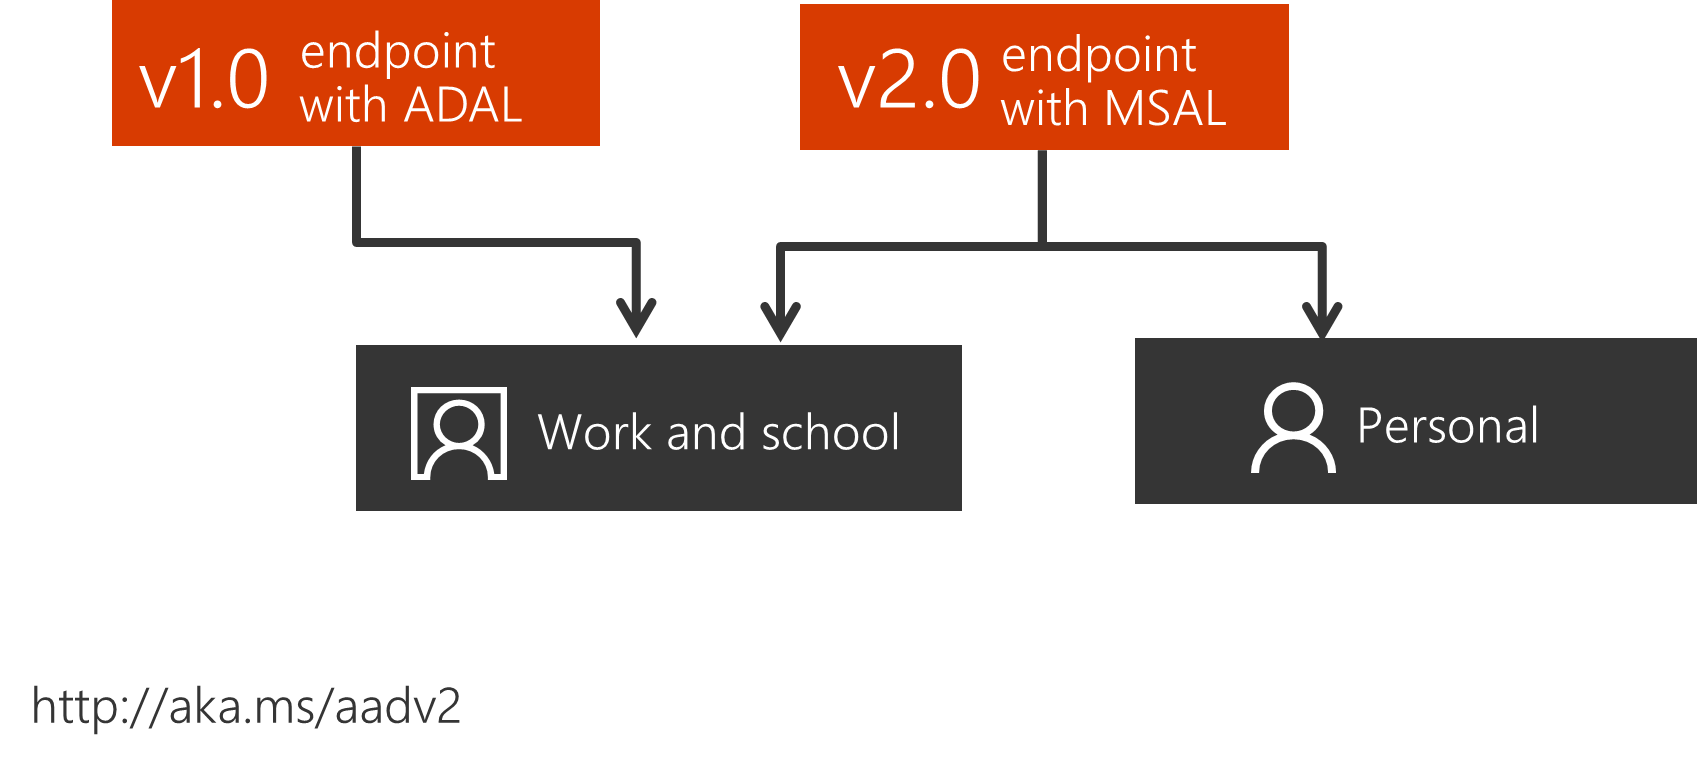 v1.0
endpoint
with ADAL
v2.0
endpoint
with MSAL
Work and school
Personal
http://aka.ms/aadv2